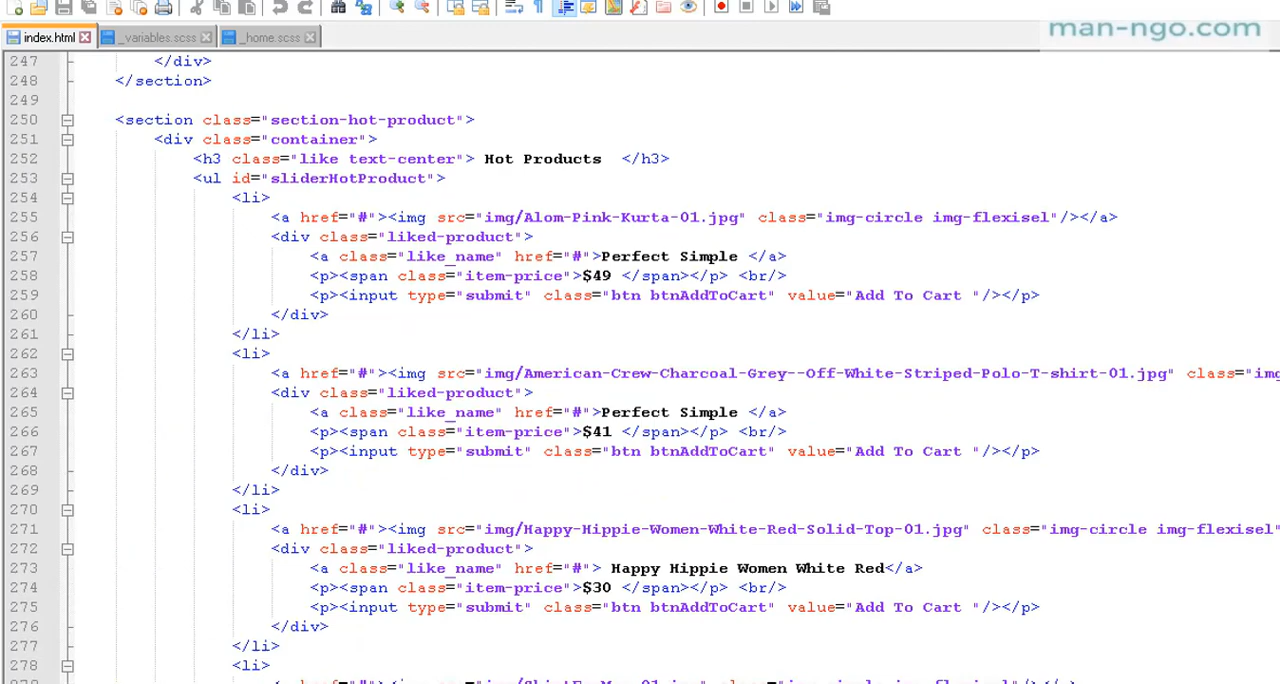 index.html _variables.scss _home.scss man-ngo.com
247 </div>
248 </section>
249
250 <section class="section-hot-product">
251 <div class="container">
252 <h3 class="like text-center"> Hot Products </h3>
253 <ul id="sliderHotProduct">
254 <li>
255 <a href="#"><img src="img/Alom-Pink-Kurta-01.jpg" class="img-circle img-flexisel"/></a>
256 <div class="liked-product">
257 <a class="like_name" href="#">Perfect Simple </a>
258 <p><span class="item-price">$49 </span></p> <br/>
259 <p><input type="submit" class="btn btnAddToCart" value="Add To Cart "/></p>
260 </div>
261 </li>
262 <li>
263 <a href="#"><img src="img/American-Crew-Charcoal-Grey--Off-White-Striped-Polo-T-shirt-01.jpg" class="img
264 <div class="liked-product">
265 <a class="like_name" href="#">Perfect Simple </a>
266 <p><span class="item-price">$41 </span></p> <br/>
267 <p><input type="submit" class="btn btnAddToCart" value="Add To Cart "/></p>
268 </div>
269 </li>
270 <li>
271 <a href="#"><img src="img/Happy-Hippie-Women-White-Red-Solid-Top-01.jpg" class="img-circle img-flexisel"
272 <div class="liked-product">
273 <a class="like_name" href="#"> Happy Hippie Women White Red</a>
274 <p><span class="item-price">$30 </span></p> <br/>
275 <p><input type="submit" class="btn btnAddToCart" value="Add To Cart "/></p>
276 </div>
277 </li>
278 <li>